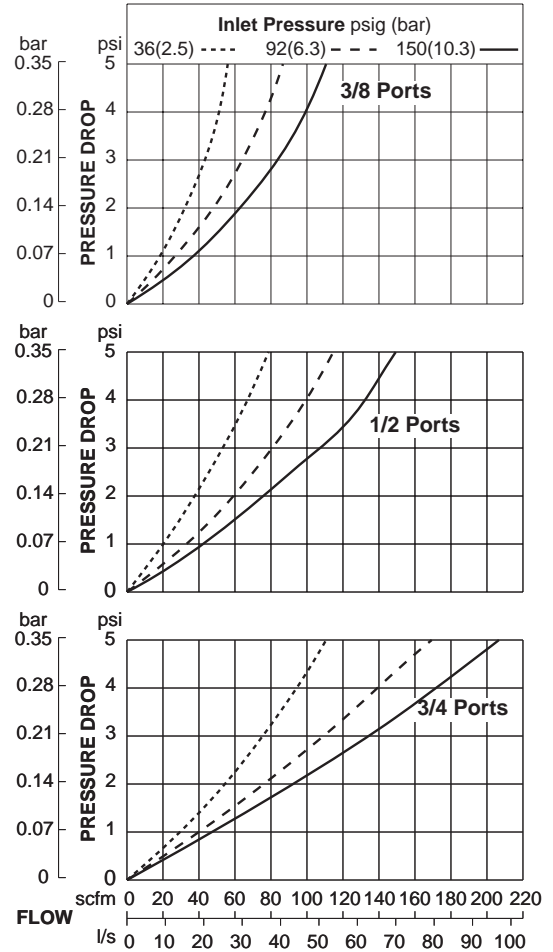 Inlet Pressure psig (bar)
36(2.5) 92(6.3) 150(10.3)
bar psi
0.35 5
3/8 Ports
0.28 4
0.21 3
0.14 2
0.07 1
0 0
PRESSURE DROP
bar psi
0.35 5
0.28 4
1/2 Ports
0.21 3
0.14 2
0.07 1
0 0
PRESSURE DROP
bar psi
0.35 5
0.28 4
3/4 Ports
0.21 3
0.14 2
0.07 1
0 0
PRESSURE DROP
scfm 0 20 40 60 80 100 120 140 160 180 200 220
FLOW
l/s 0 10 20 30 40 50 60 70 80 90 100